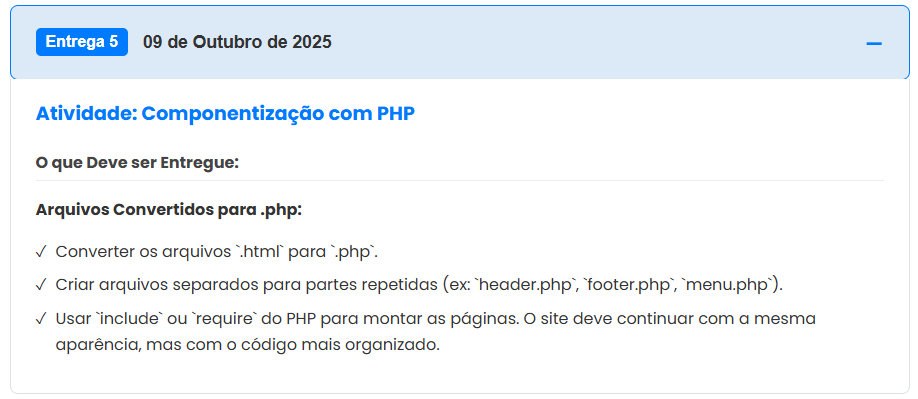 Entrega 5 09 de Outubro de 2025 –
Atividade: Componentização com PHP
O que Deve ser Entregue:
Arquivos Convertidos para .php:
✓ Converter os arquivos `.html` para `.php`.
✓ Criar arquivos separados para partes repetidas (ex: `header.php`, `footer.php`, `menu.php`).
✓ Usar `include` ou `require` do PHP para montar as páginas. O site deve continuar com a mesma
aparência, mas com o código mais organizado.